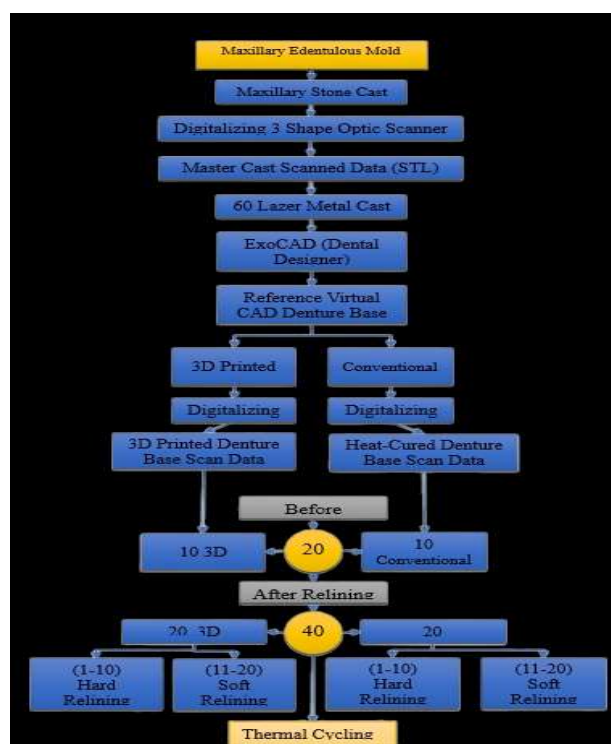 Maxillary Edentulous Mold
Maxillary Stone Cast
Digitalizing 3 Shape Optic Scanner
Master Cast Scanned Data (STL)
60 Lazer Metal Cast
ExoCAD (Dental
Designer)
Reference Virtual
CAD Denture Base
3D Printed
Conventional
Digitalizing
Digitalizing
3D Printed Denture
Base Scan Data
Heat-Cured Denture
Base Scan Data
Before
10 3D
20
10
Conventional
After Relining
20 3D
40
20
(1-10)
Hard
Relining
(11-20)
Soft
Relining
(1-10)
Hard
Relining
(11-20)
Soft
Relining
Thermal Cycling